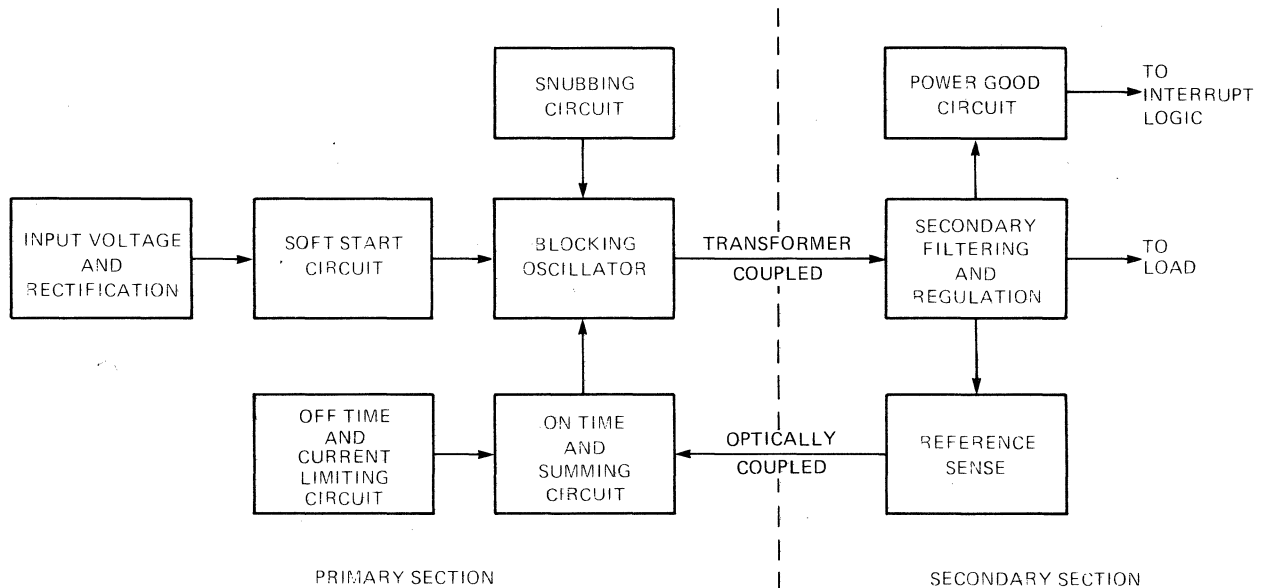 SNUBBING
CIRCUIT
POWER GOOD
CIRCUIT
TO
INTERRUPT
LOGIC
INPUT VOLTAGE
AND
RECTIFICATION
SOFT START
CIRCUIT
BLOCKING
OSCILLATOR
TRANSFORMER
COUPLED
SECONDARY
FILTERING
AND
REGULATION
TO
LOAD
OFF TIME
AND
CURRENT
LIMITING
CIRCUIT
ON TIME
AND
SUMMING
CIRCUIT
OPTICALLY
COUPLED
REFERENCE
SENSE
PRIMARY SECTION
SECONDARY SECTION